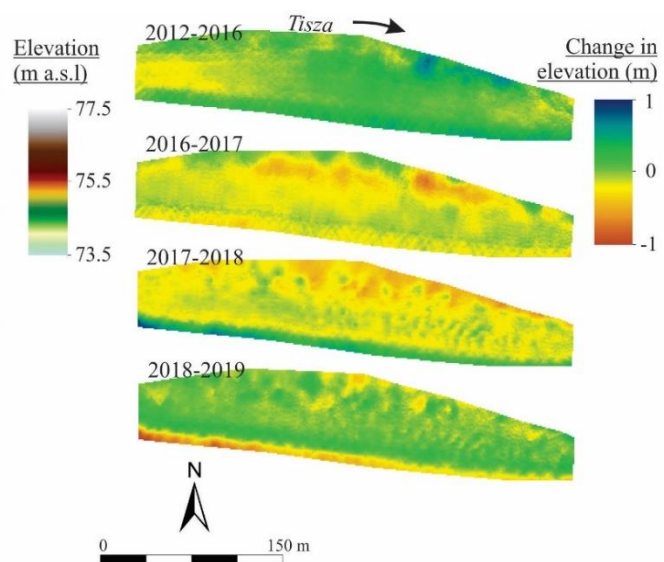 Tisza
2012-2016
Elevation
(m a.s.l)
77.5
75.5
73.5
Change in
elevation (m)
1
0
-1
2016-2017
2017-2018
2018-2019
N
0
150 m